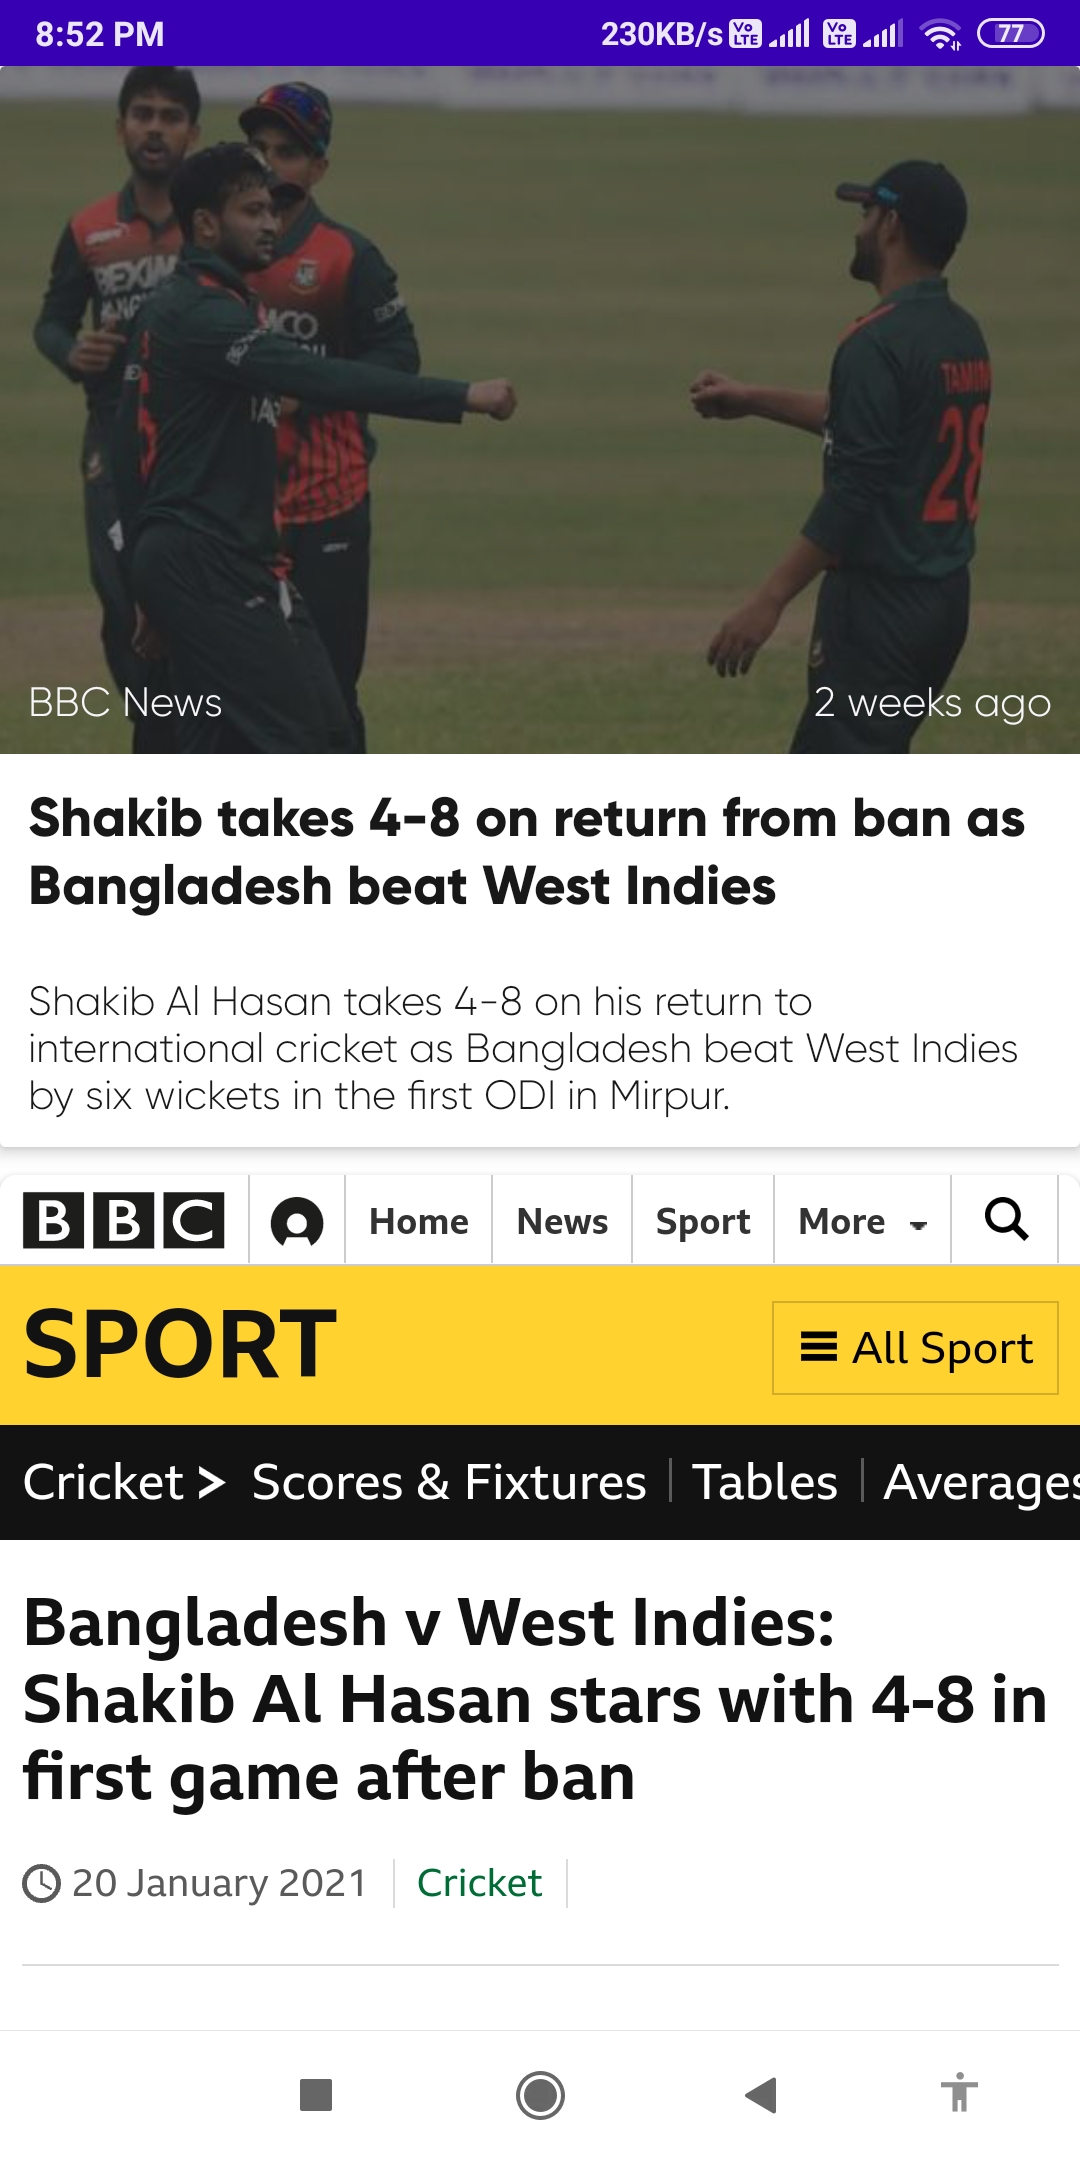 8:52 PM 230KB/s Vo LTE Vo LTE 77
BEXIM
TAMIM
28
BBC News 2 weeks ago
Shakib takes 4-8 on return from ban as
Bangladesh beat West Indies
Shakib Al Hasan takes 4-8 on his return to
international cricket as Bangladesh beat West Indies
by six wickets in the first ODI in Mirpur.
BBC Home News Sport More
SPORT All Sport
Cricket > Scores & Fixtures Tables Averages
Bangladesh v West Indies:
Shakib Al Hasan stars with 4-8 in
first game after ban
20 January 2021 Cricket